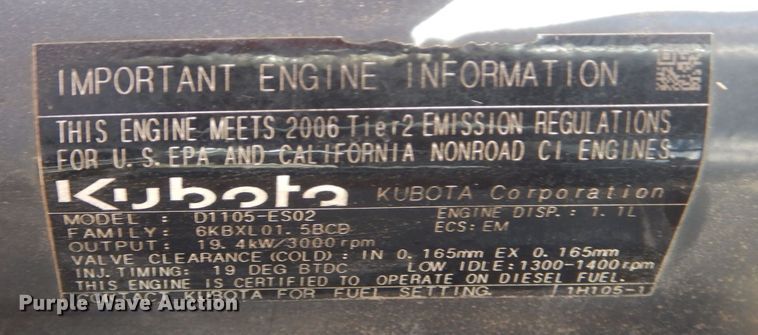 IMPORTANT ENGINE INFORMATION
THIS ENGINE MEETS 2006 Tier2 EMISSION REGULATIONS
FOR U.S. EPA AND CALIFORNIA NONROAD CI ENGINES.
Kubota KUBOTA Corporation
MODEL : D1105-ES02 ENGINE DISP.: 1.1L
FAMILY: 6KBXL01.5BCD ECS: EM
OUTPUT: 19.4kW/3000rpm
VALVE CLEARANCE (COLD): IN 0.165mm EX 0.165mm
INJ. TIMING: 19 DEG BTDC LOW IDLE: 1300-1400rpm
THIS ENGINE IS CERTIFIED TO OPERATE ON DIESEL FUEL.
CONTACT KUBOTA FOR FUEL SETTING. 1H105-1
Purple Wave Auction